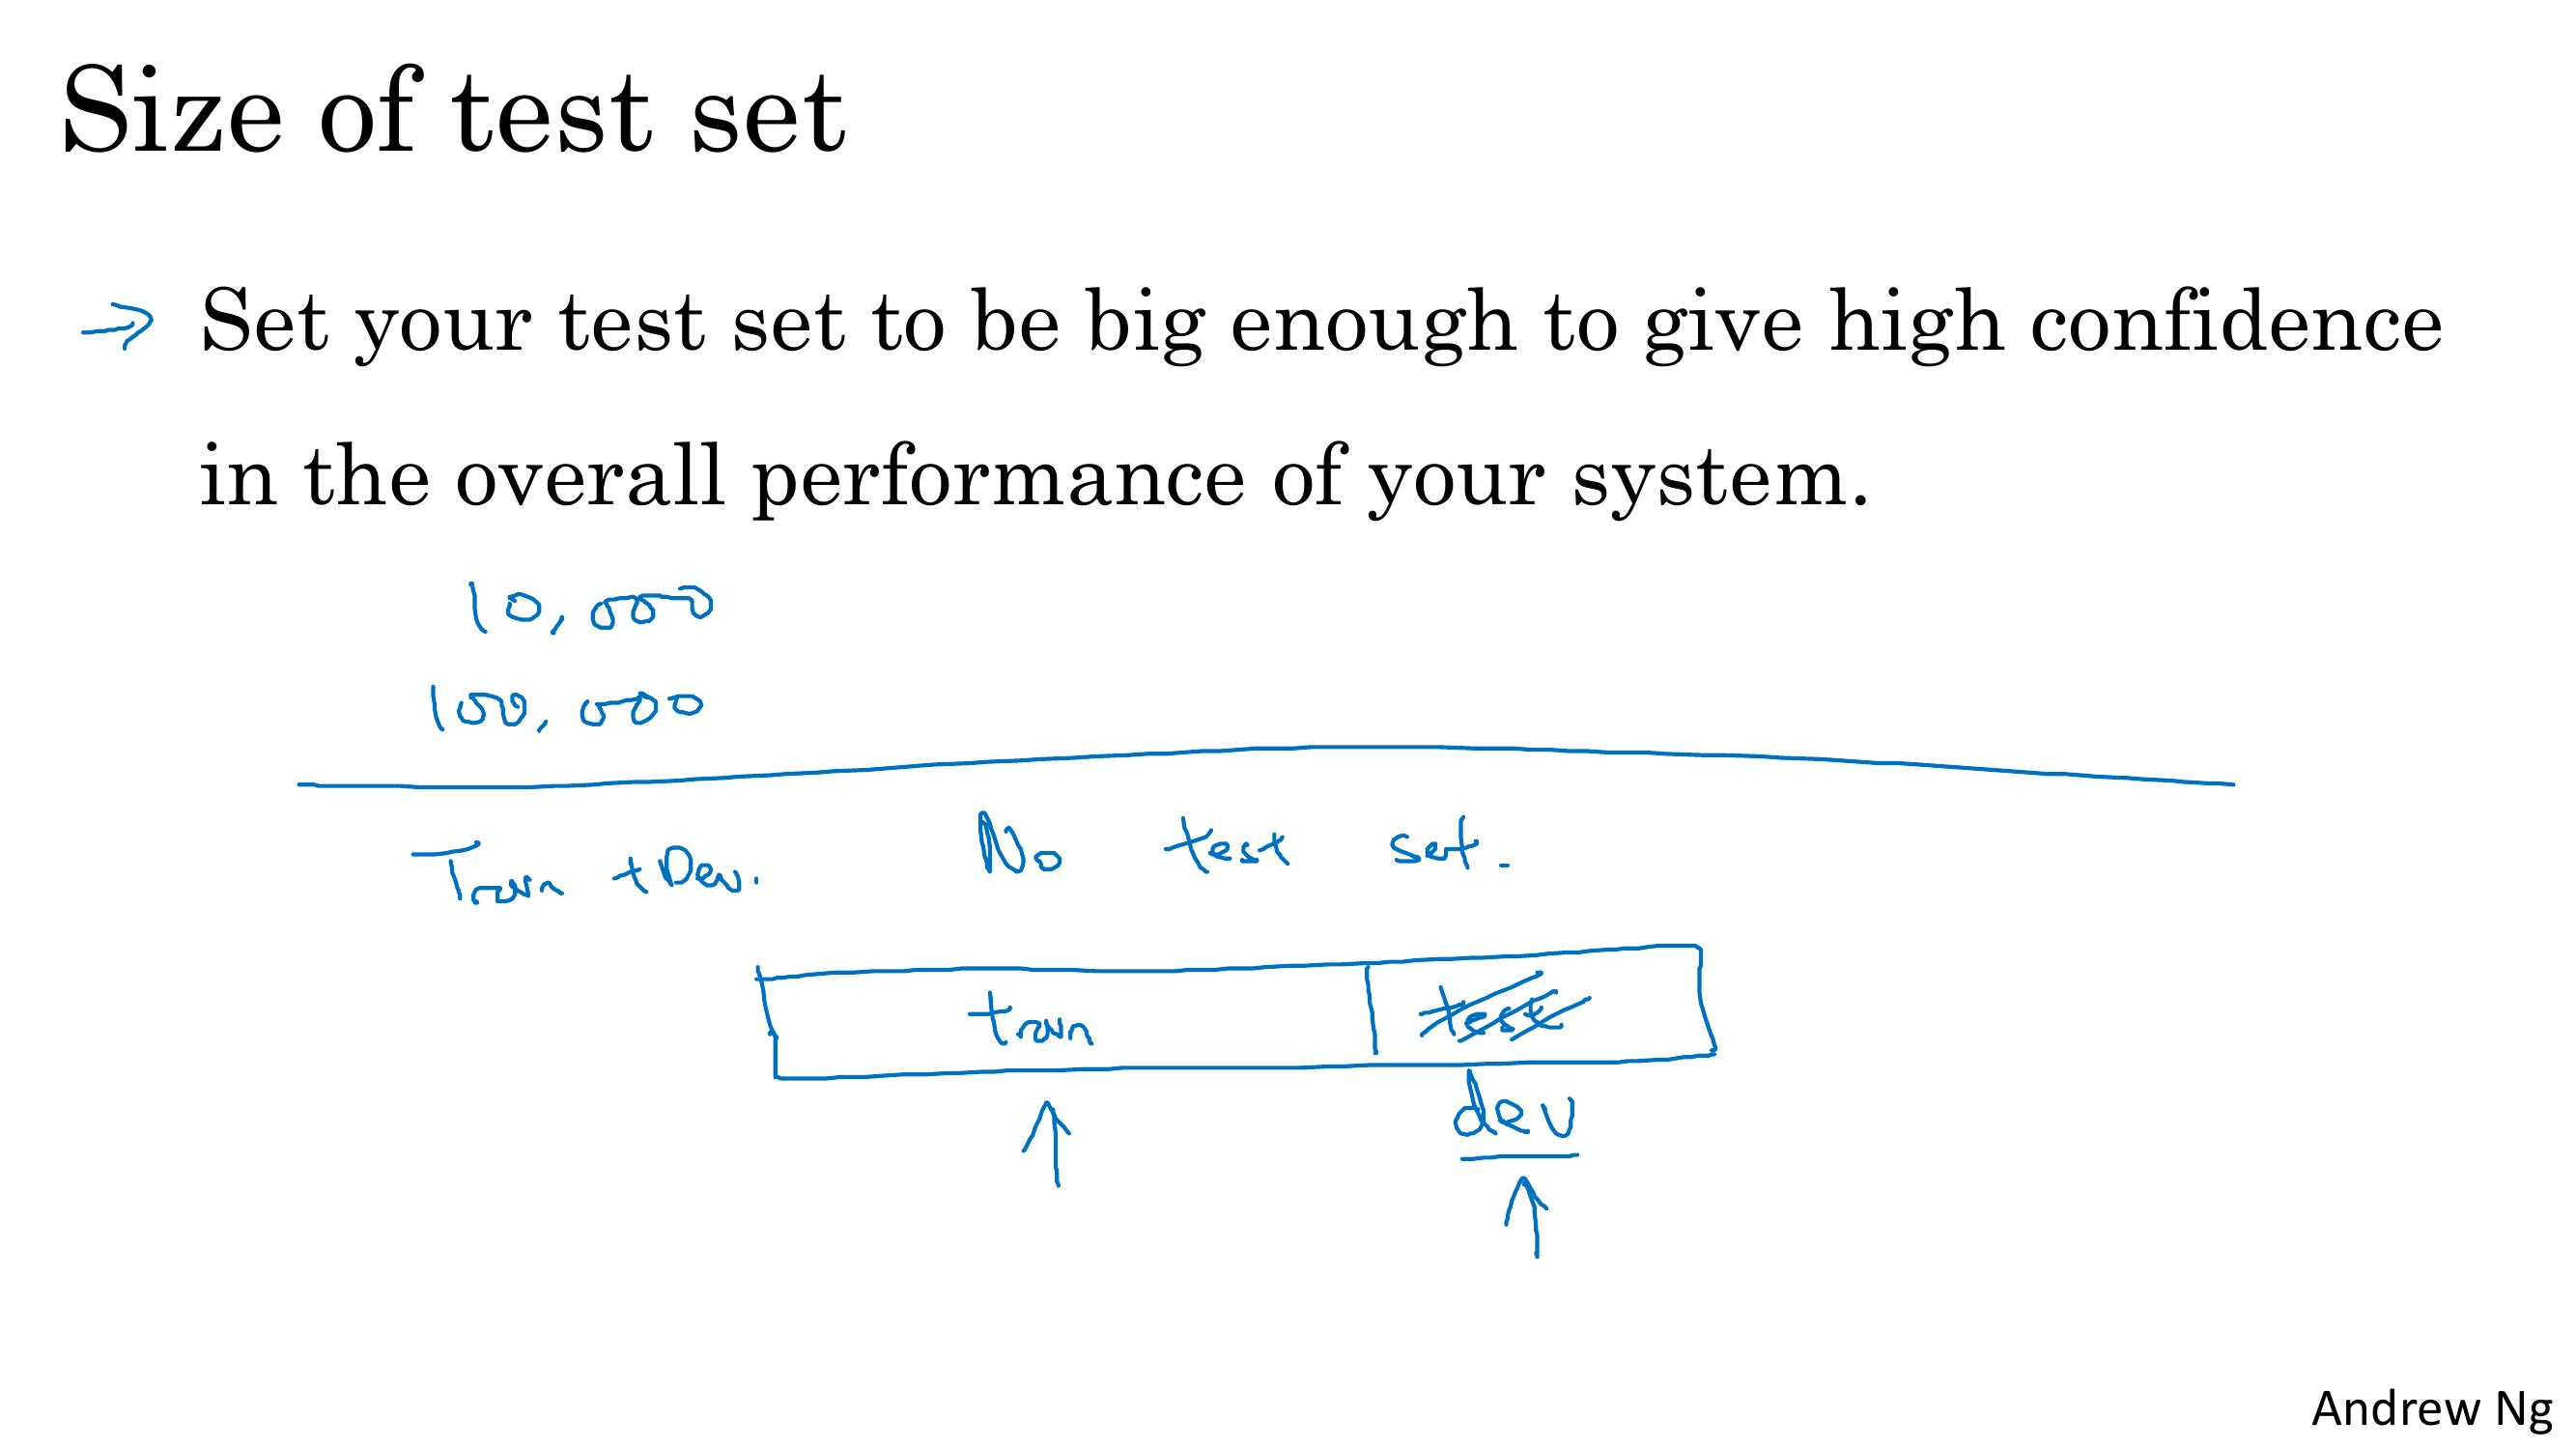 Size of test set
→ Set your test set to be big enough to give high confidence
in the overall performance of your system.
10,000
100,000
Train + Dev. No test set.
train test
dev
Andrew Ng